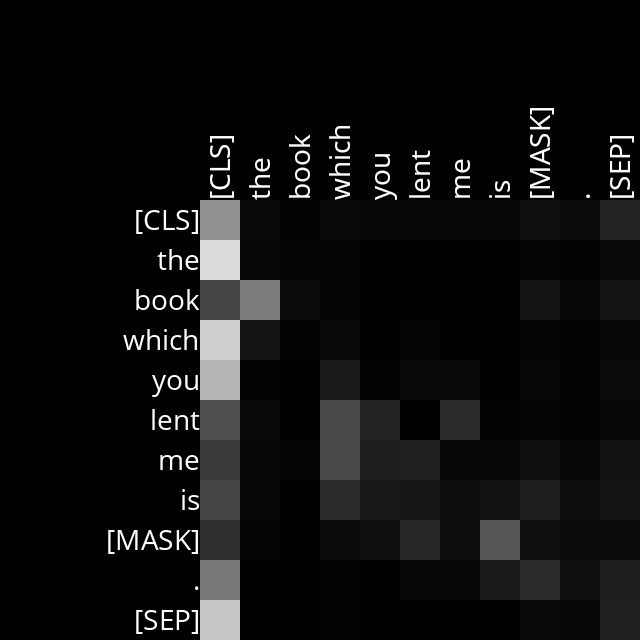 [CLS] the book which you lent me is [MASK] . [SEP]
[CLS]
the
book
which
you
lent
me
is
[MASK]
.
[SEP]